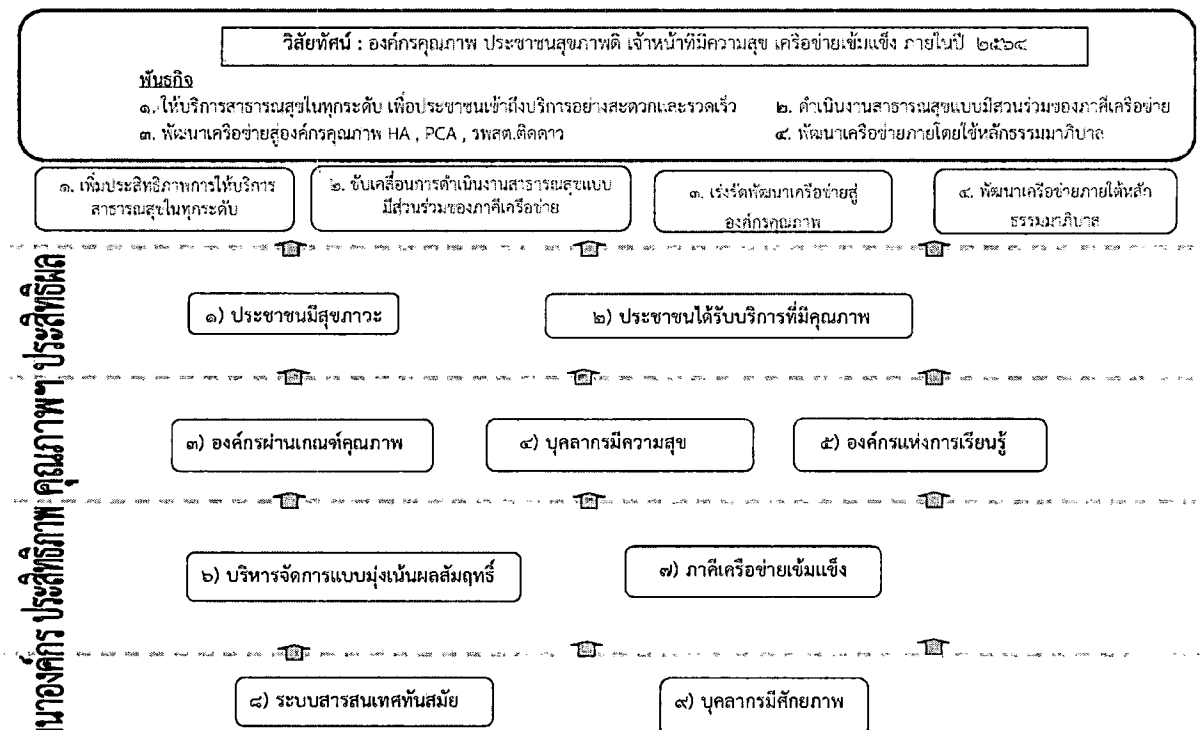 วิสัยทัศน์ : องค์กรคุณภาพ ประชาชนสุขภาพดี เจ้าหน้าที่มีความสุข เครือข่ายเข้มแข็ง ภายในปี ๒๕๖๔
พันธกิจ
๑. ให้บริการสาธารณสุขในทุกระดับ เพื่อประชาชนเข้าถึงบริการอย่างสะดวกและรวดเร็ว
๒. ดำเนินงานสาธารณสุขแบบมีส่วนร่วมของภาคีเครือข่าย
๓. พัฒนาเครือข่ายสู่องค์กรคุณภาพ HA , PCA , รพสต.ติดดาว
๔. พัฒนาเครือข่ายภายโดยใช้หลักธรรมมาภิบาล
๑. เพิ่มประสิทธิภาพการให้บริการ
สาธารณสุขในทุกระดับ
๒. ขับเคลื่อนการดำเนินงานสาธารณสุขแบบ
มีส่วนร่วมของภาคีเครือข่าย
๓. เร่งรัดพัฒนาเครือข่ายสู่
องค์กรคุณภาพ
๔. พัฒนาเครือข่ายภายใต้หลัก
ธรรมมาภิบาล
๑) ประชาชนมีสุขภาวะ
๒) ประชาชนได้รับบริการที่มีคุณภาพ
๓) องค์กรผ่านเกณฑ์คุณภาพ
๔) บุคลากรมีความสุข
๕) องค์กรแห่งการเรียนรู้
๖) บริหารจัดการแบบมุ่งเน้นผลสัมฤทธิ์
๗) ภาคีเครือข่ายเข้มแข็ง
๘) ระบบสารสนเทศทันสมัย
๙) บุคลากรมีศักยภาพ
นาองค์กร ประสิทธิภาพ คุณภาพฯ ประสิทธิผล